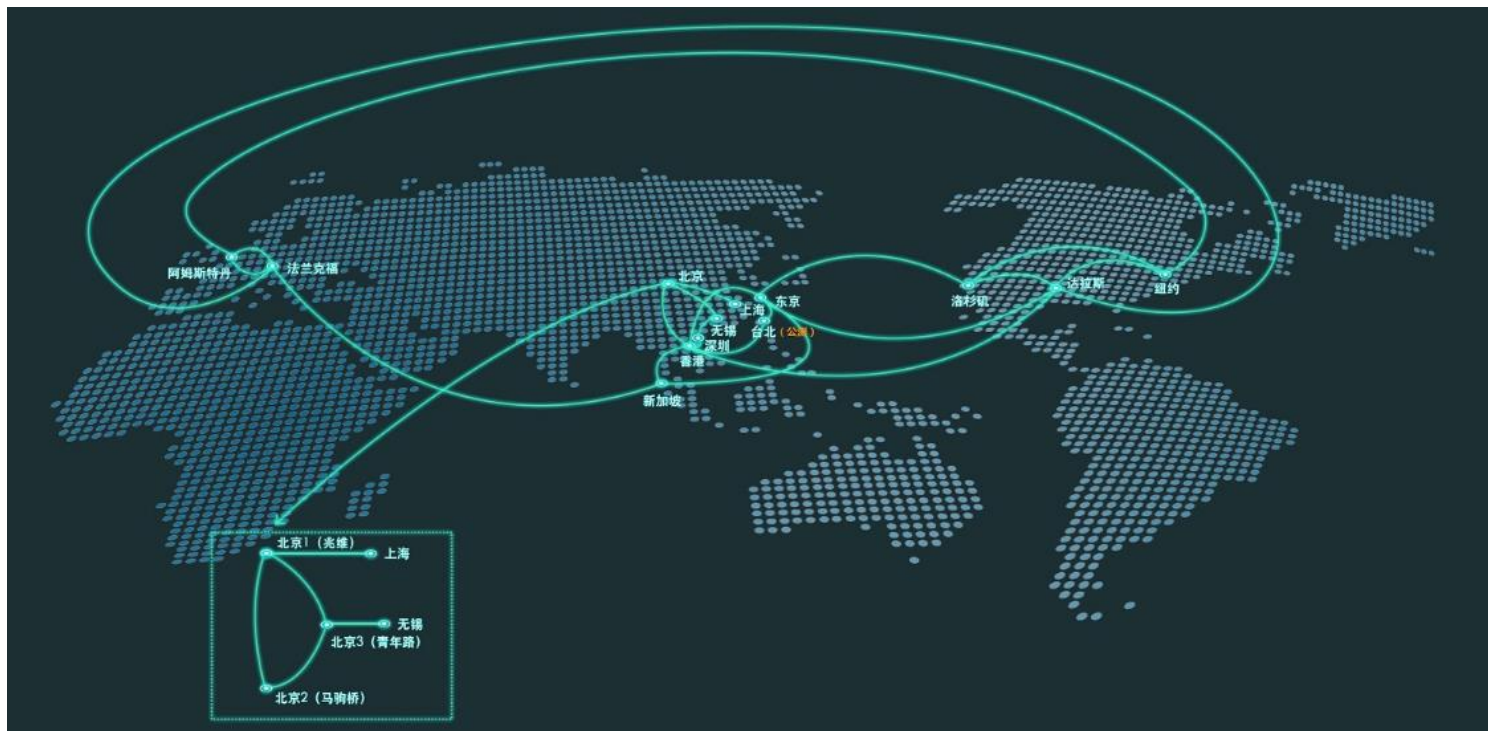 阿姆斯特丹
法兰克福
北京
东京
上海
台北(公测)
无锡
深圳
香港
新加坡
洛杉矶
达拉斯
纽约
北京1(兆维)
上海
无锡
北京3(青年路)
北京2(马驹桥)